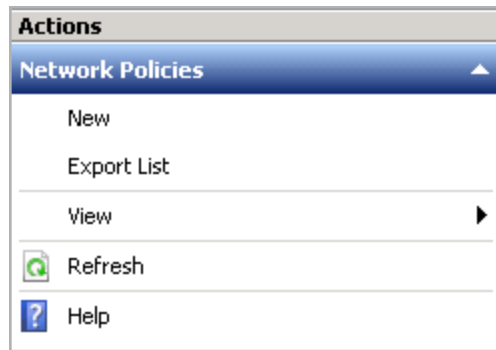 Actions
Network Policies
New
Export List
View
Refresh
Help